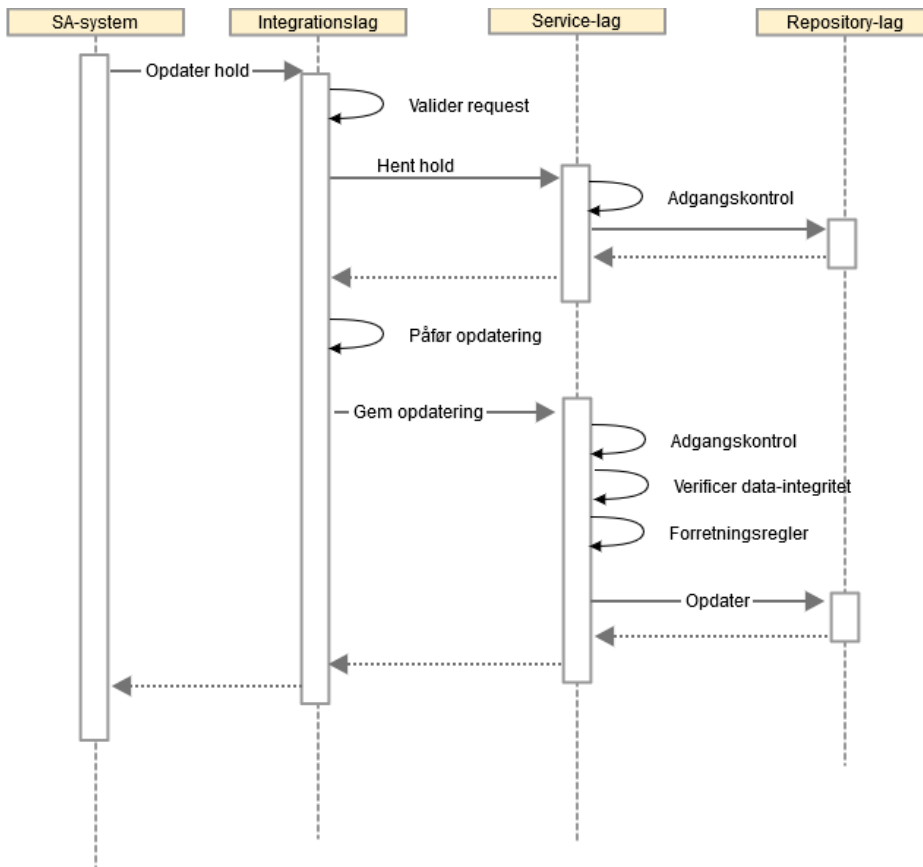 SA-system
Integrationslag
Service-lag
Repository-lag
Opdater hold
Valider request
Hent hold
Adgangskontrol
Påfør opdatering
Gem opdatering
Adgangskontrol
Verificer data-integritet
Forretningsregler
Opdater